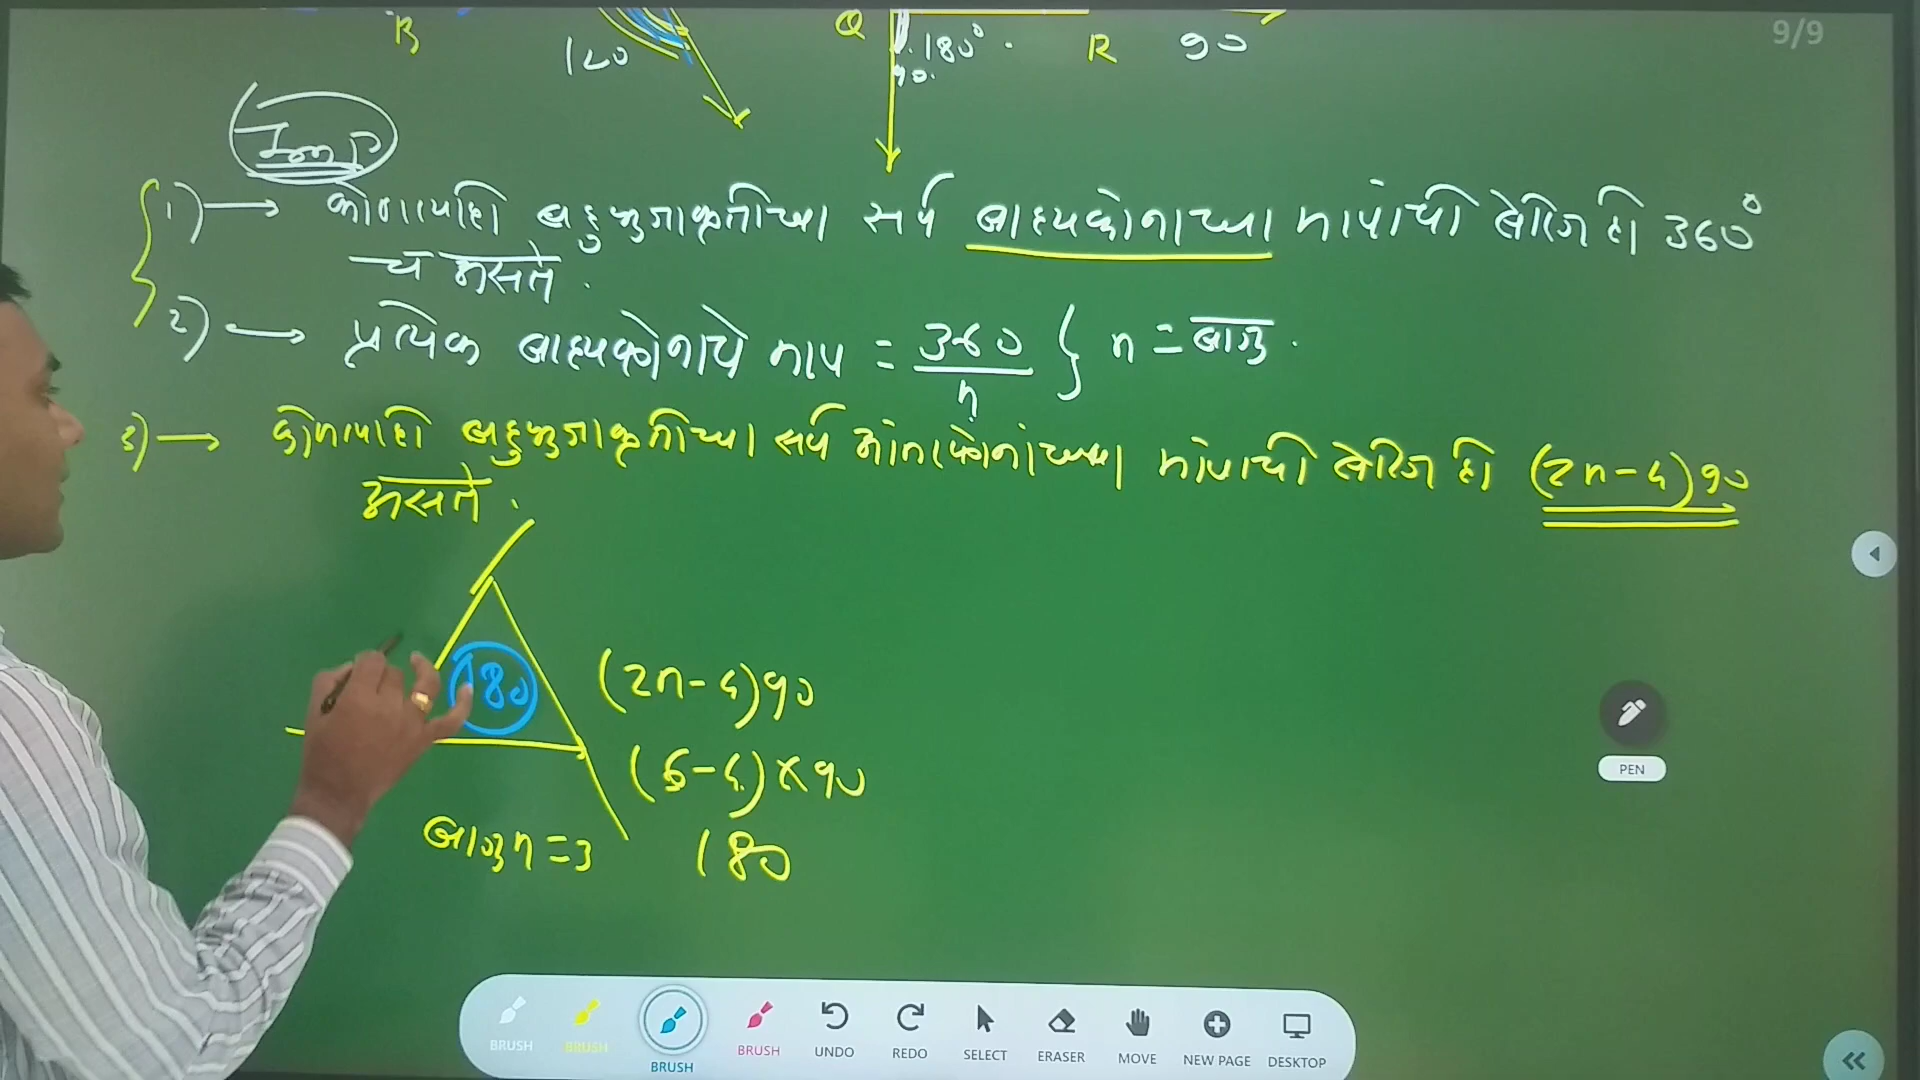 B
120
Q
180°
90.
R
90
9/9
Imp
1) → कोणत्याही बहुभुजाकृतीच्या सर्व बाह्यकोनाच्या मापांची बेरीज ही 360°
च असते.
2) → प्रत्येक बाह्यकोनाचे माप = 360/n } n = बाजू.
3) → कोणत्याही बहुभुजाकृतीच्या सर्व आंतरकोनांच्या मापांची बेरीज ही (2n-4)90
असते.
180
(2n-4)90
(6-4)×90
बाजू n=3
180
PEN
BRUSH BRUSH BRUSH BRUSH UNDO REDO SELECT ERASER MOVE NEW PAGE DESKTOP